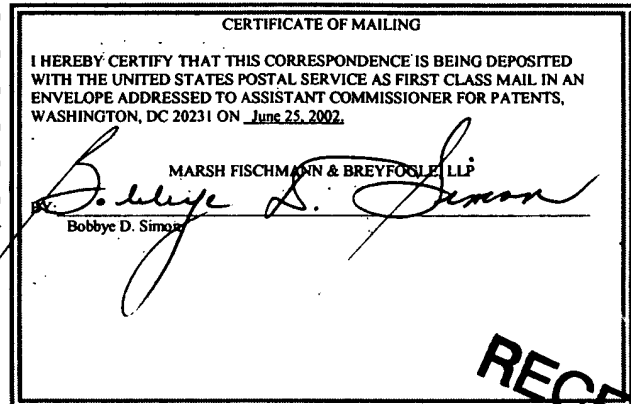 CERTIFICATE OF MAILING
I HEREBY CERTIFY THAT THIS CORRESPONDENCE IS BEING DEPOSITED
WITH THE UNITED STATES POSTAL SERVICE AS FIRST CLASS MAIL IN AN
ENVELOPE ADDRESSED TO ASSISTANT COMMISSIONER FOR PATENTS,
WASHINGTON, DC 20231 ON June 25, 2002.
MARSH FISCHMANN & BREYFOGLE, LLP
BY: Bobbye D. Simon
Bobbye D. Simon